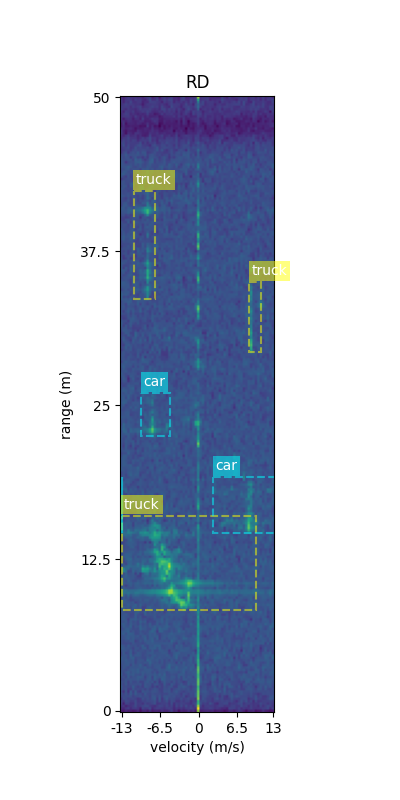 RD
50
truck
37.5
truck
range (m)
car
25
car
truck
12.5
0
-13 -6.5 0 6.5 13
velocity (m/s)